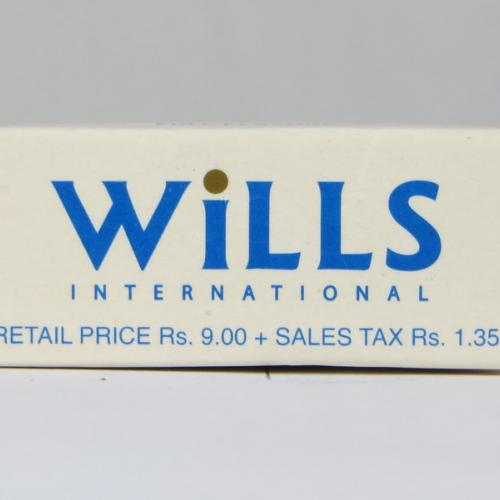 WiLLS
INTERNATIONAL
RETAIL PRICE Rs. 9.00 + SALES TAX Rs. 1.35